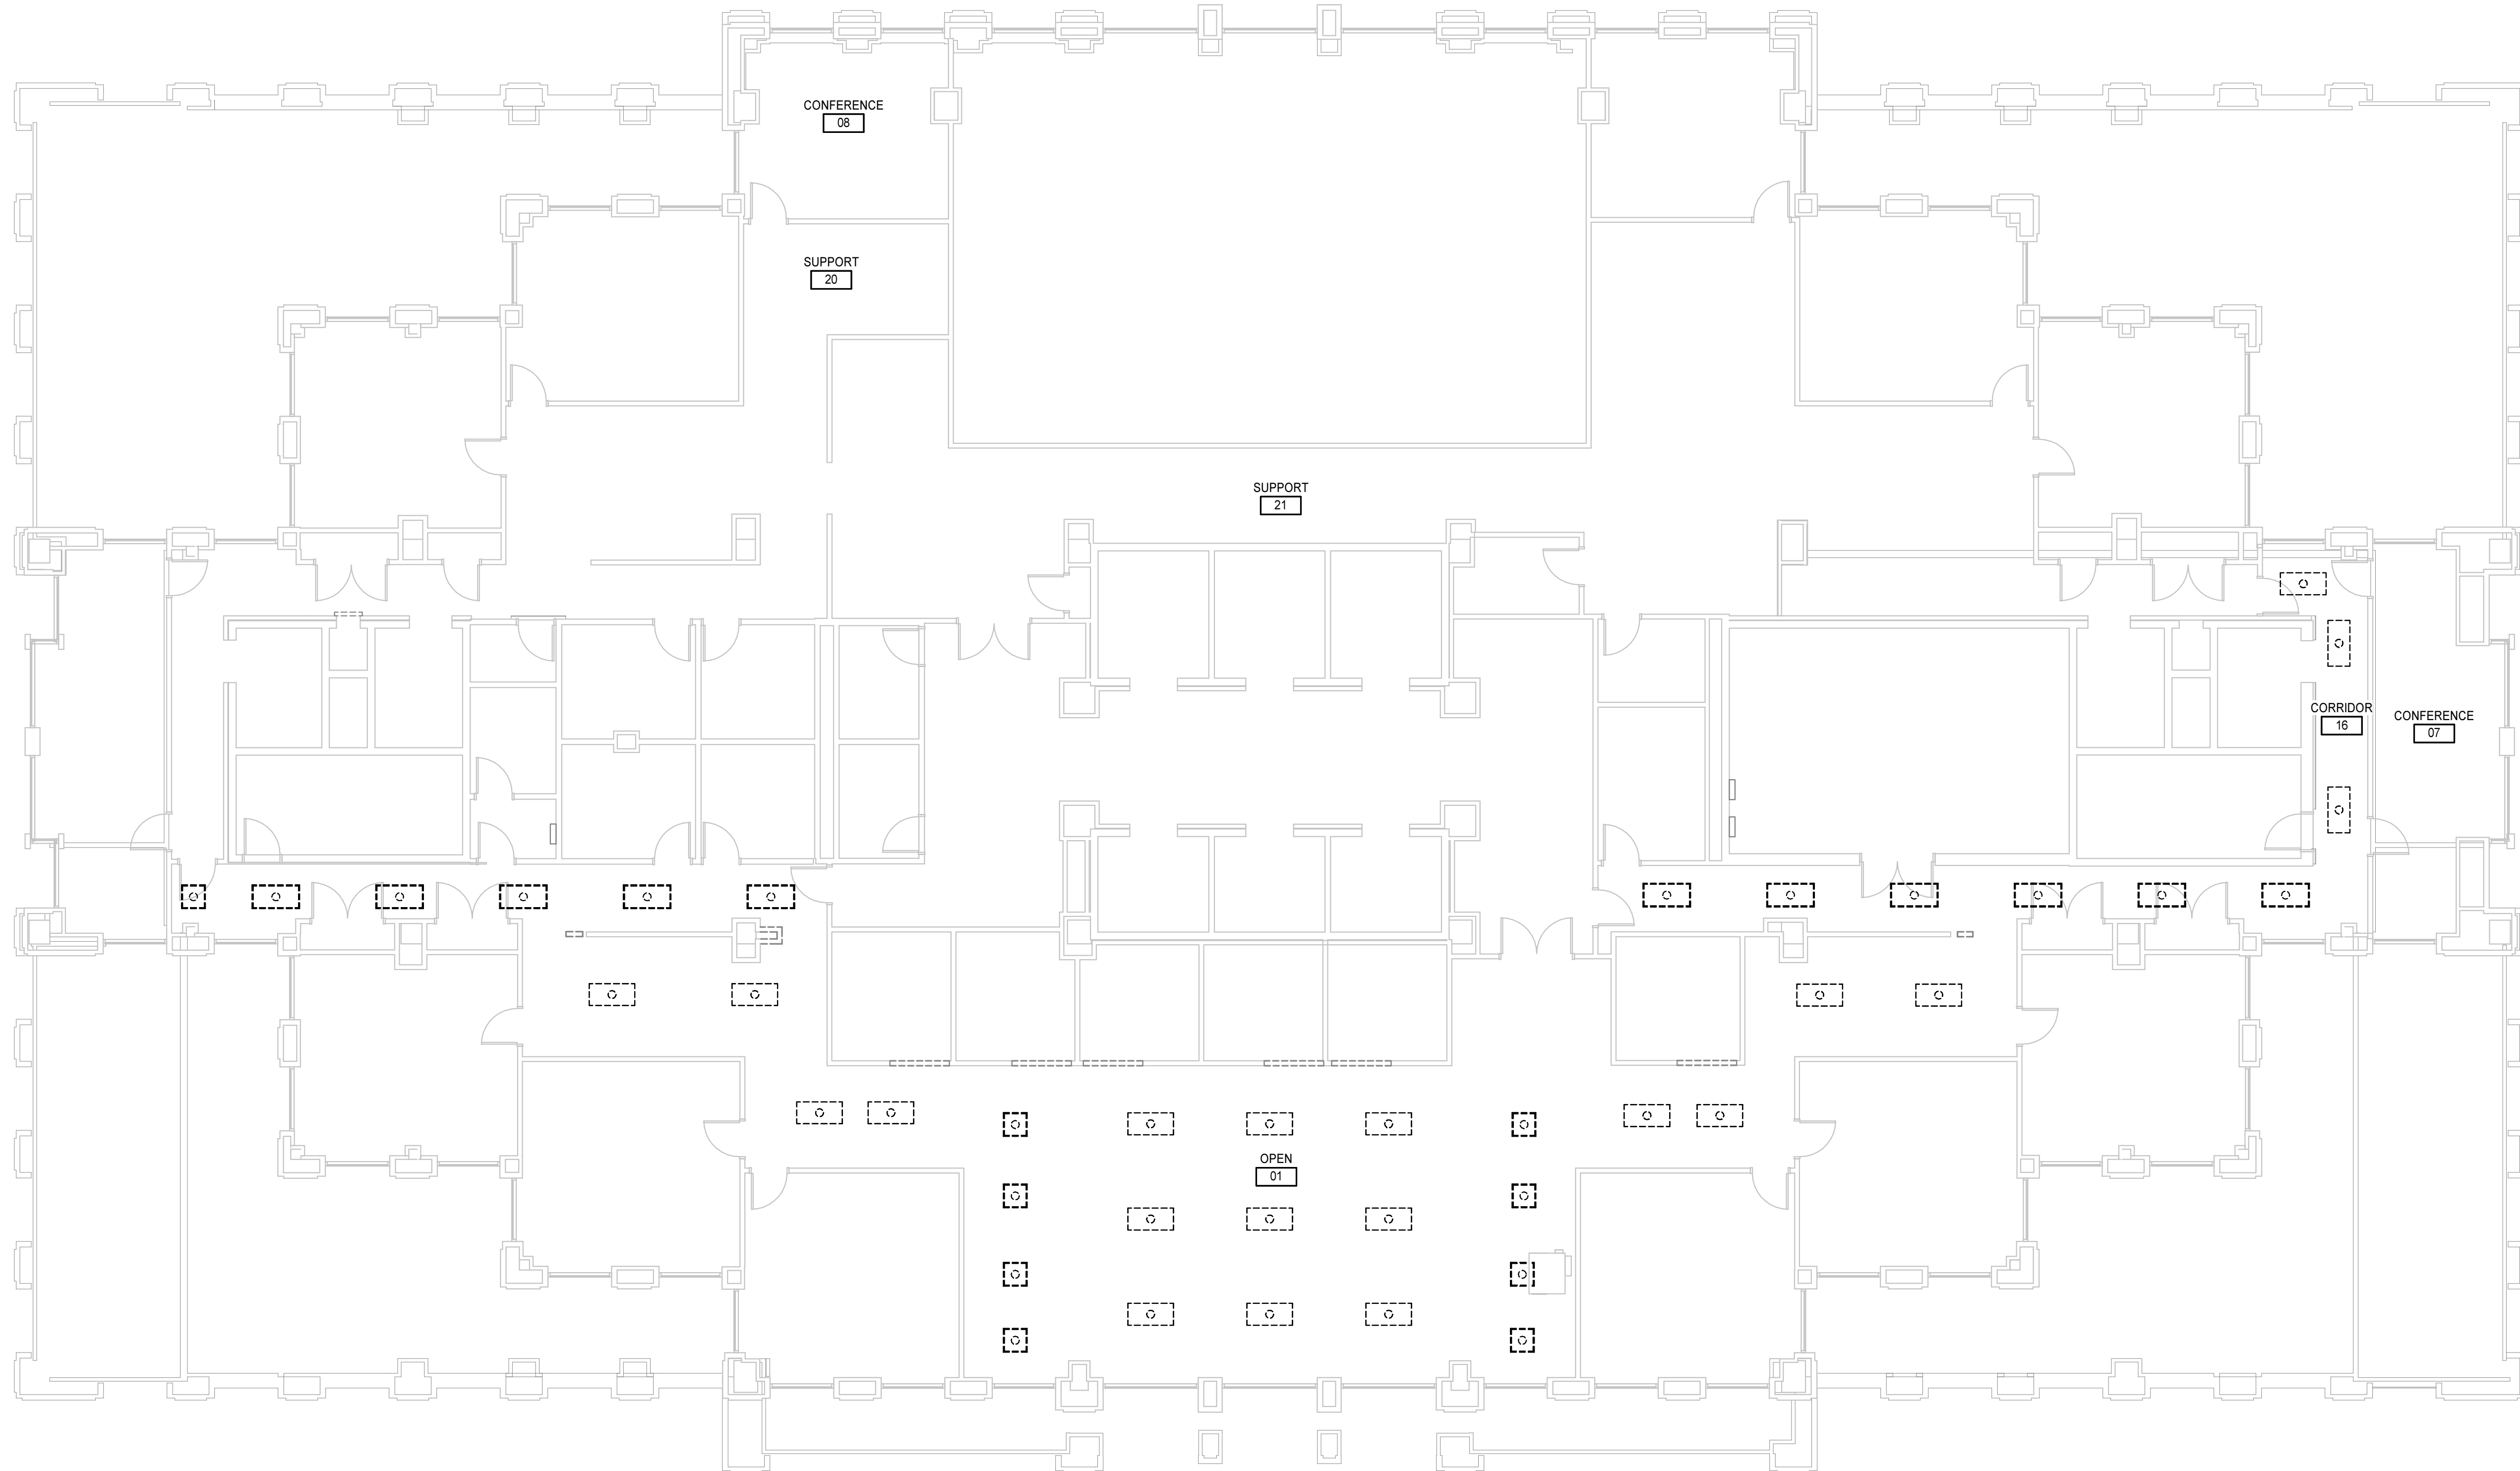 CONFERENCE
08
SUPPORT
20
SUPPORT
21
CORRIDOR
16
CONFERENCE
07
OPEN
01